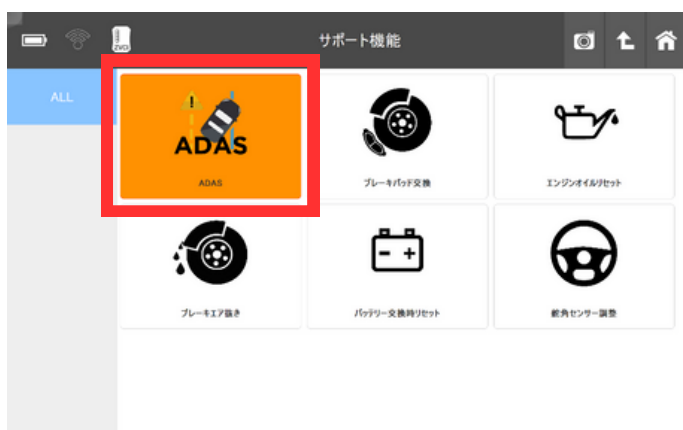 ZVCI
サポート機能
ALL
ADAS
ADAS
ブレーキパッド交換
エンジンオイルリセット
ブレーキエア抜き
バッテリー交換時リセット
舵角センサー調整